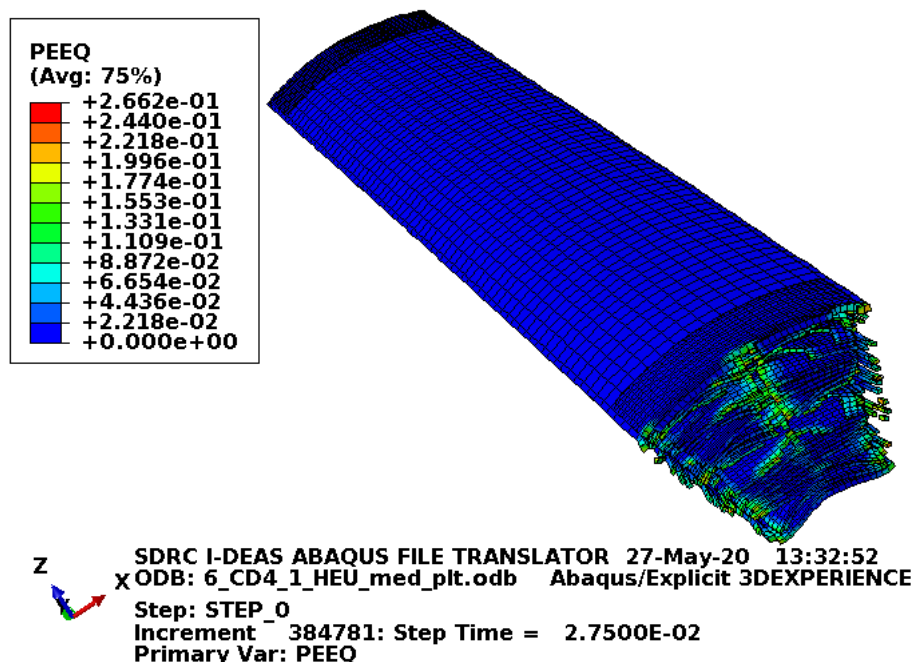 PEEQ
(Avg: 75%)
+2.662e-01
+2.440e-01
+2.218e-01
+1.996e-01
+1.774e-01
+1.553e-01
+1.331e-01
+1.109e-01
+8.872e-02
+6.654e-02
+4.436e-02
+2.218e-02
+0.000e+00
Z
X
SDRC I-DEAS ABAQUS FILE TRANSLATOR 27-May-20 13:32:52
ODB: 6_CD4_1_HEU_med_plt.odb Abaqus/Explicit 3DEXPERIENCE
Step: STEP_0
Increment 384781: Step Time = 2.7500E-02
Primary Var: PEEQ